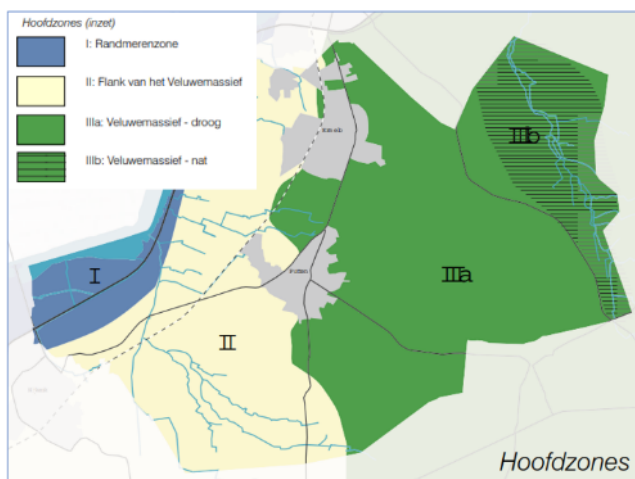 Hoofdzones (inzet)
I: Randmerenzone
II: Flank van het Veluwemassief
IIIa: Veluwemassief - droog
IIIb: Veluwemassief - nat
IIIb
I
IIIa
II
Hoofdzones